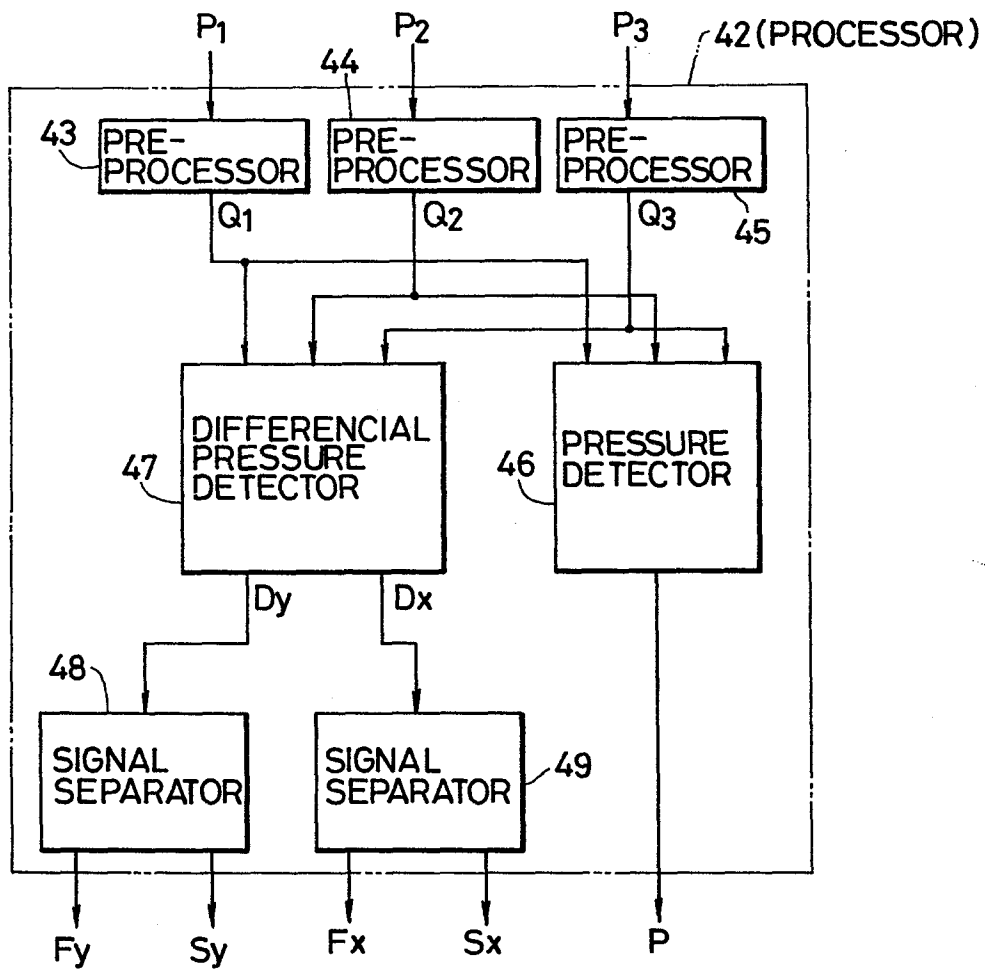 P1
P2
P3
42(PROCESSOR)
43
44
PRE-
PROCESSOR
PRE-
PROCESSOR
PRE-
PROCESSOR
Q1
Q2
Q3
45
47
DIFFERENCIAL
PRESSURE
DETECTOR
46
PRESSURE
DETECTOR
Dy
Dx
48
SIGNAL
SEPARATOR
SIGNAL
SEPARATOR
49
Fy
Sy
Fx
Sx
P